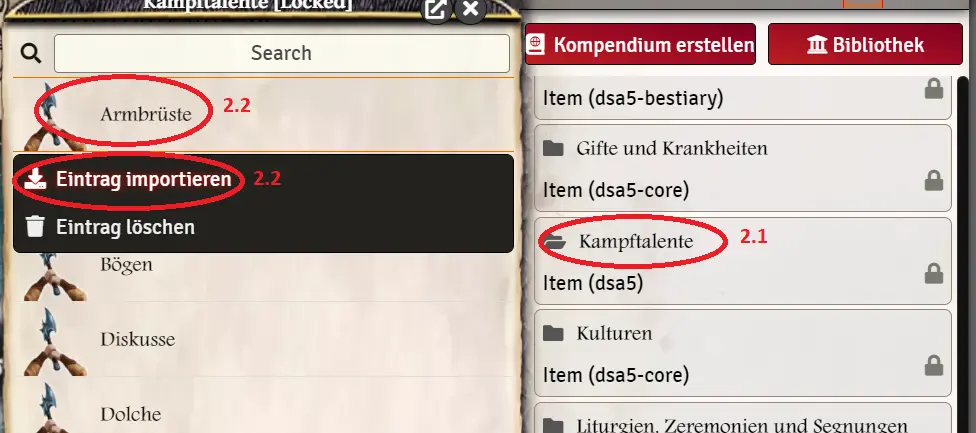 Kampftalente [Locked]
Search
Armbrüste
2.2
Eintrag importieren
2.2
Eintrag löschen
Bögen
Diskusse
Dolche
Kompendium erstellen
Bibliothek
Item (dsa5-bestiary)
Gifte und Krankheiten
Item (dsa5-core)
Kampftalente
2.1
Item (dsa5)
Kulturen
Item (dsa5-core)
Liturgien, Zeremonien und Segnungen